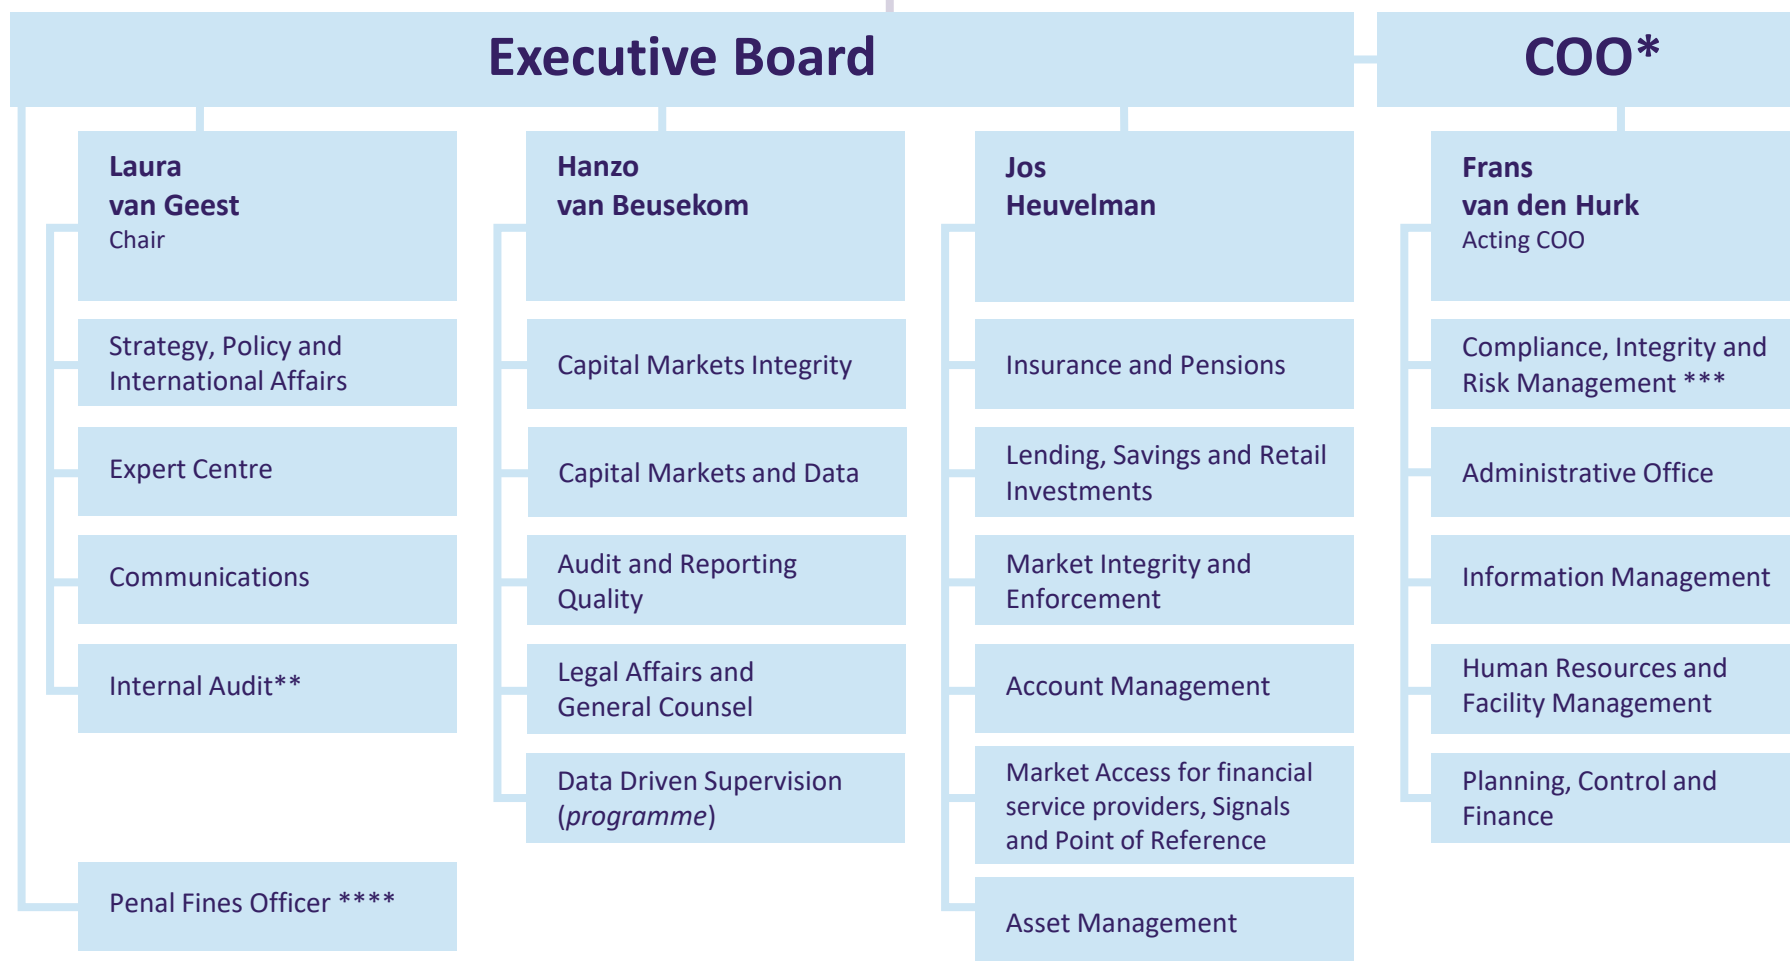 Executive Board
COO*
Laura
van Geest
Chair
Strategy, Policy and
International Affairs
Expert Centre
Communications
Internal Audit**
Penal Fines Officer ****
Hanzo
van Beusekom
Capital Markets Integrity
Capital Markets and Data
Audit and Reporting
Quality
Legal Affairs and
General Counsel
Data Driven Supervision
(programme)
Jos
Heuvelman
Insurance and Pensions
Lending, Savings and Retail
Investments
Market Integrity and
Enforcement
Account Management
Market Access for financial
service providers, Signals
and Point of Reference
Asset Management
Frans
van den Hurk
Acting COO
Compliance, Integrity and
Risk Management ***
Administrative Office
Information Management
Human Resources and
Facility Management
Planning, Control and
Finance